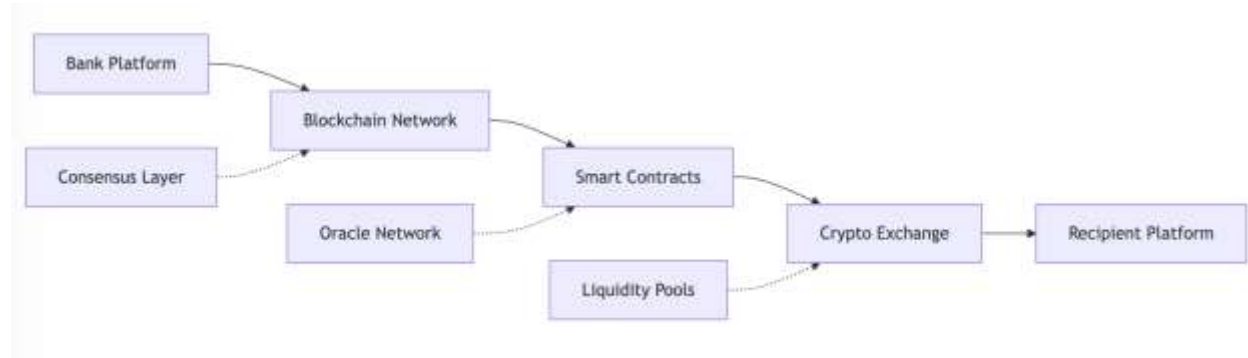 Bank Platform
Blockchain Network
Consensus Layer
Smart Contracts
Oracle Network
Crypto Exchange
Recipient Platform
Liquidity Pools